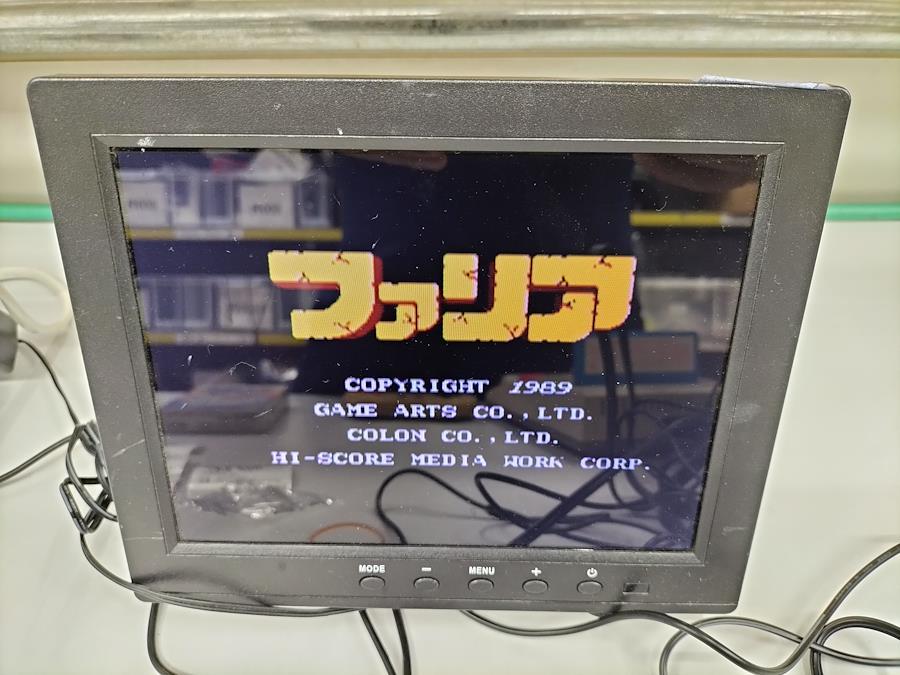 ファリア
COPYRIGHT 1989
GAME ARTS CO.,LTD.
COLON CO.,LTD.
HI-SCORE MEDIA WORK CORP.
MODE － MENU +